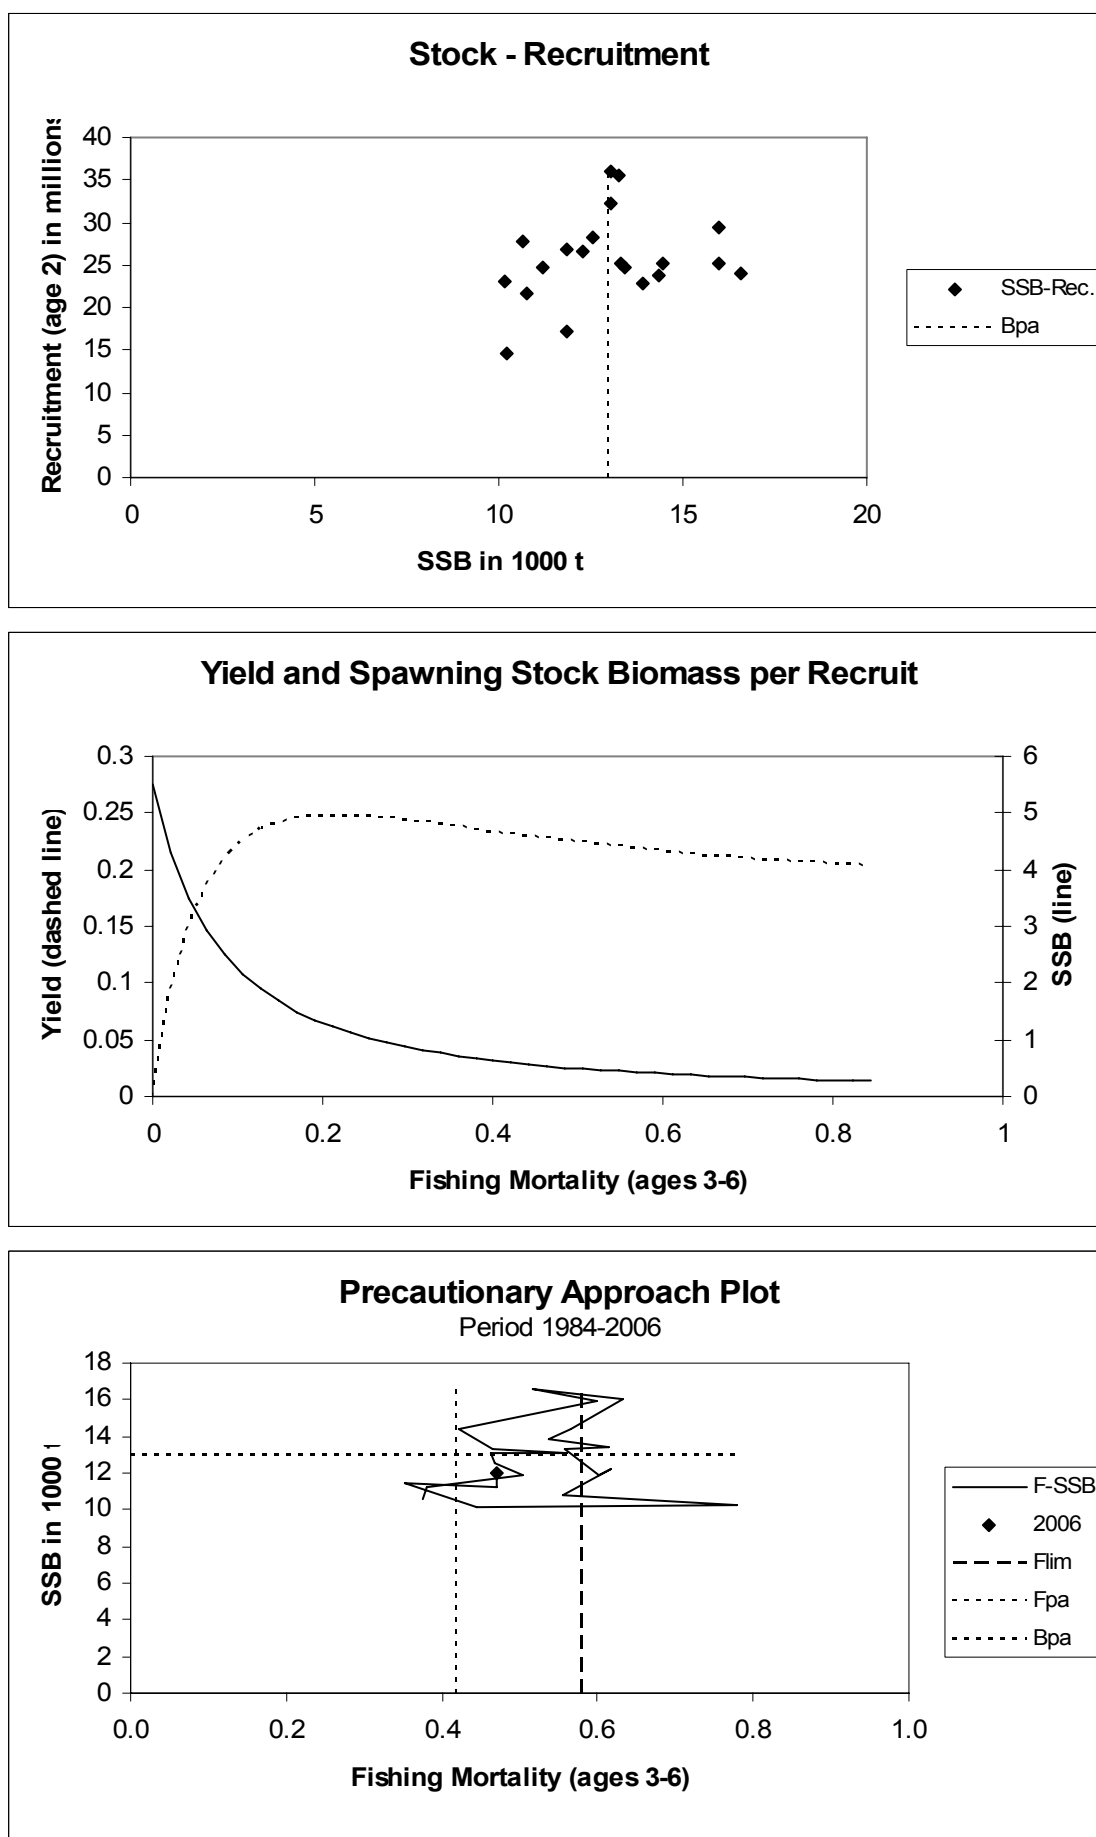 Stock - Recruitment
Recruitment (age 2) in millions
40
35
30
25
20
15
10
5
0
0 5 10 15 20
SSB in 1000 t
SSB-Rec.
Bpa
Yield and Spawning Stock Biomass per Recruit
Yield (dashed line)
0.3
0.25
0.2
0.15
0.1
0.05
0
6
5
4
3
2
1
0
SSB (line)
0 0.2 0.4 0.6 0.8 1
Fishing Mortality (ages 3-6)
Precautionary Approach Plot
Period 1984-2006
SSB in 1000 t
18
16
14
12
10
8
6
4
2
0
0.0 0.2 0.4 0.6 0.8 1.0
Fishing Mortality (ages 3-6)
F-SSB
2006
Flim
Fpa
Bpa